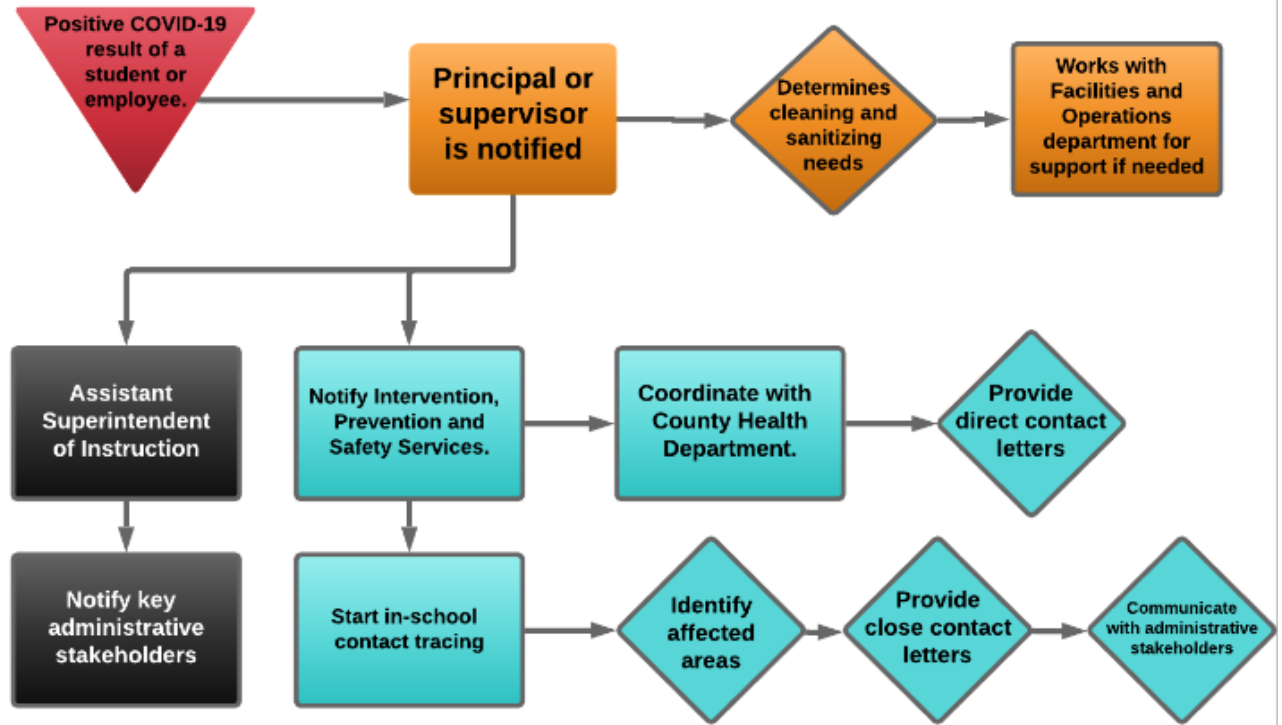 Positive COVID-19
result of a
student or
employee.
Principal or
supervisor
is notified
Determines
cleaning and
sanitizing
needs
Works with
Facilities and
Operations
department for
support if needed
Assistant
Superintendent
of Instruction
Notify Intervention,
Prevention and
Safety Services.
Coordinate with
County Health
Department.
Provide
direct contact
letters
Notify key
administrative
stakeholders
Start in-school
contact tracing
Identify
affected
areas
Provide
close contact
letters
Communicate
with administrative
stakeholders